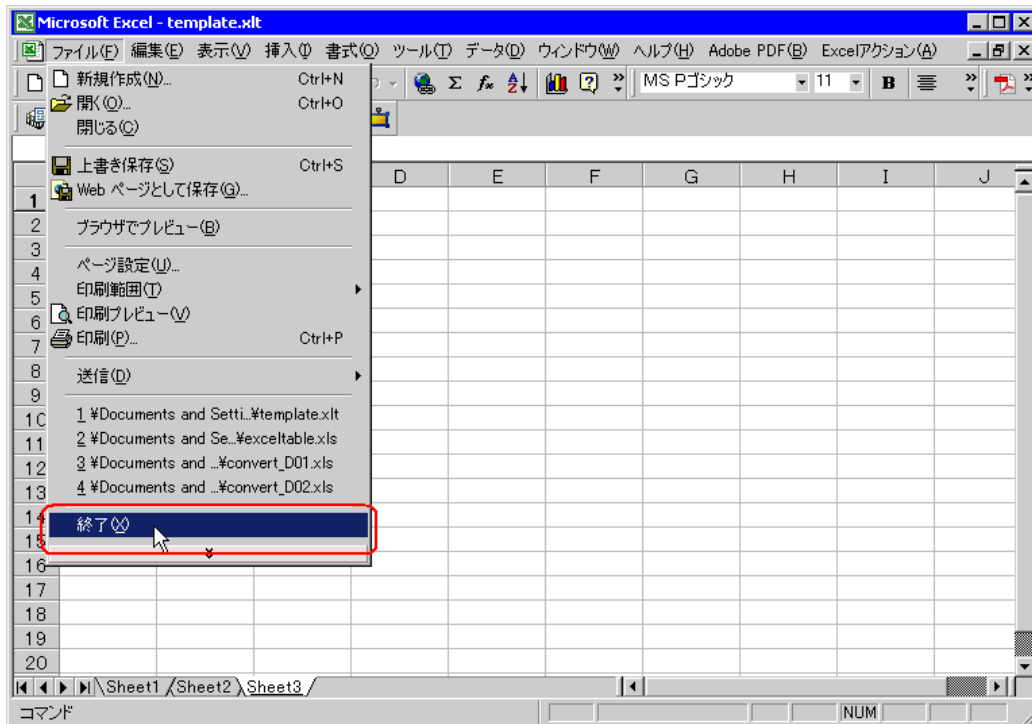 Microsoft Excel - template.xlt
ファイル(F) 編集(E) 表示(V) 挿入(I) 書式(O) ツール(T) データ(D) ウィンドウ(W) ヘルプ(H) Adobe PDF(B) Excelアクション(A)
Σ fx MS Pゴシック 11 B
新規作成(N)... Ctrl+N
開く(O)... Ctrl+O
閉じる(C)
上書き保存(S) Ctrl+S
Web ページとして保存(G)...
ブラウザでプレビュー(B)
ページ設定(U)...
印刷範囲(T)
印刷プレビュー(V)
印刷(P)... Ctrl+P
送信(D)
1 ¥Documents and Setti...¥template.xlt
2 ¥Documents and Se...¥exceltable.xls
3 ¥Documents and ...¥convert_D01.xls
4 ¥Documents and ...¥convert_D02.xls
終了(X)
D E F G H I J
1
2
3
4
5
6
7
8
9
10
11
12
13
14
15
16
17
18
19
20
Sheet1 Sheet2 Sheet3
コマンド NUM